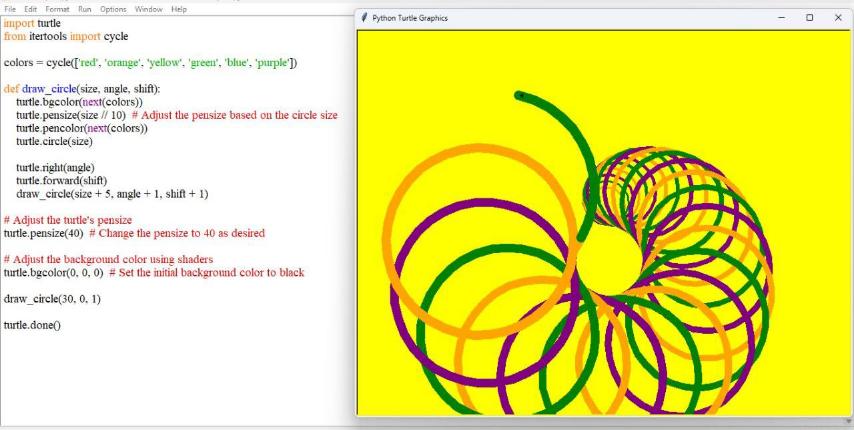 File Edit Format Run Options Window Help
import turtle
from itertools import cycle
colors = cycle(['red', 'orange', 'yellow', 'green', 'blue', 'purple'])
def draw_circle(size, angle, shift):
turtle.bgcolor(next(colors))
turtle.pensize(size // 10) # Adjust the pensize based on the circle size
turtle.pencolor(next(colors))
turtle.circle(size)
turtle.right(angle)
turtle.forward(shift)
draw_circle(size + 5, angle + 1, shift + 1)
# Adjust the turtle's pensize
turtle.pensize(40) # Change the pensize to 40 as desired
# Adjust the background color using shaders
turtle.bgcolor(0, 0, 0) # Set the initial background color to black
draw_circle(30, 0, 1)
turtle.done()
Python Turtle Graphics